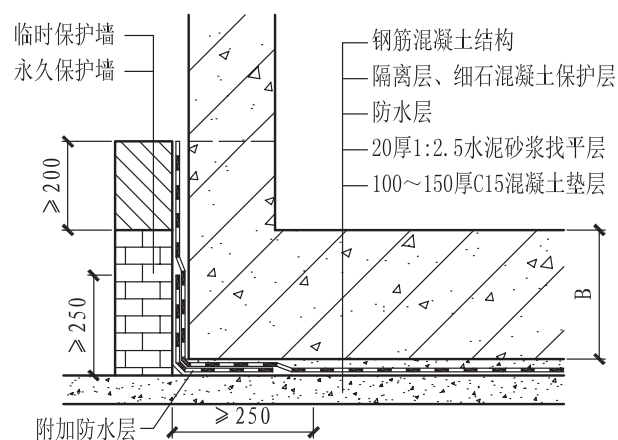 临时保护墙
永久保护墙
钢筋混凝土结构
隔离层、细石混凝土保护层
防水层
20厚1:2.5水泥砂浆找平层
100～150厚C15混凝土垫层
≥200
≥250
B
附加防水层
≥250